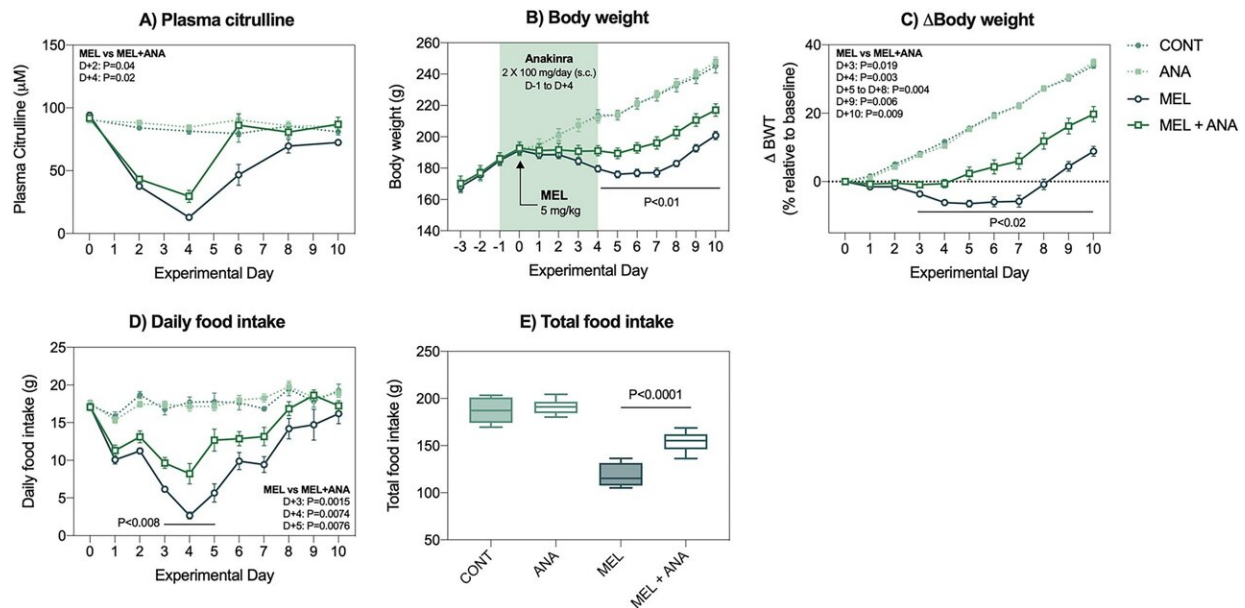 A) Plasma citrulline
Plasma Citrulline (µM)
150
100
50
0
MEL vs MEL+ANA
D+2: P=0.04
D+4: P=0.02
0 1 2 3 4 5 6 7 8 9 10
Experimental Day
B) Body weight
Body weight (g)
260
240
220
200
180
160
140
Anakinra
2 X 100 mg/day (s.c.)
D-1 to D+4
MEL
5 mg/kg
P<0.01
-3 -2 -1 0 1 2 3 4 5 6 7 8 9 10
Experimental Day
C) ΔBody weight
Δ BWT
(% relative to baseline)
40
20
0
MEL vs MEL+ANA
D+3: P=0.019
D+4: P=0.003
D+5 to D+8: P=0.004
D+9: P=0.006
D+10: P=0.009
P<0.02
0 1 2 3 4 5 6 7 8 9 10
Experimental Day
CONT
ANA
MEL
MEL + ANA
D) Daily food intake
Daily food intake (g)
25
20
15
10
5
0
MEL vs MEL+ANA
D+3: P=0.0015
D+4: P=0.0074
D+5: P=0.0076
P<0.008
0 1 2 3 4 5 6 7 8 9 10
Experimental Day
E) Total food intake
Total food intake (g)
250
200
150
100
50
P<0.0001
CONT
ANA
MEL
MEL + ANA